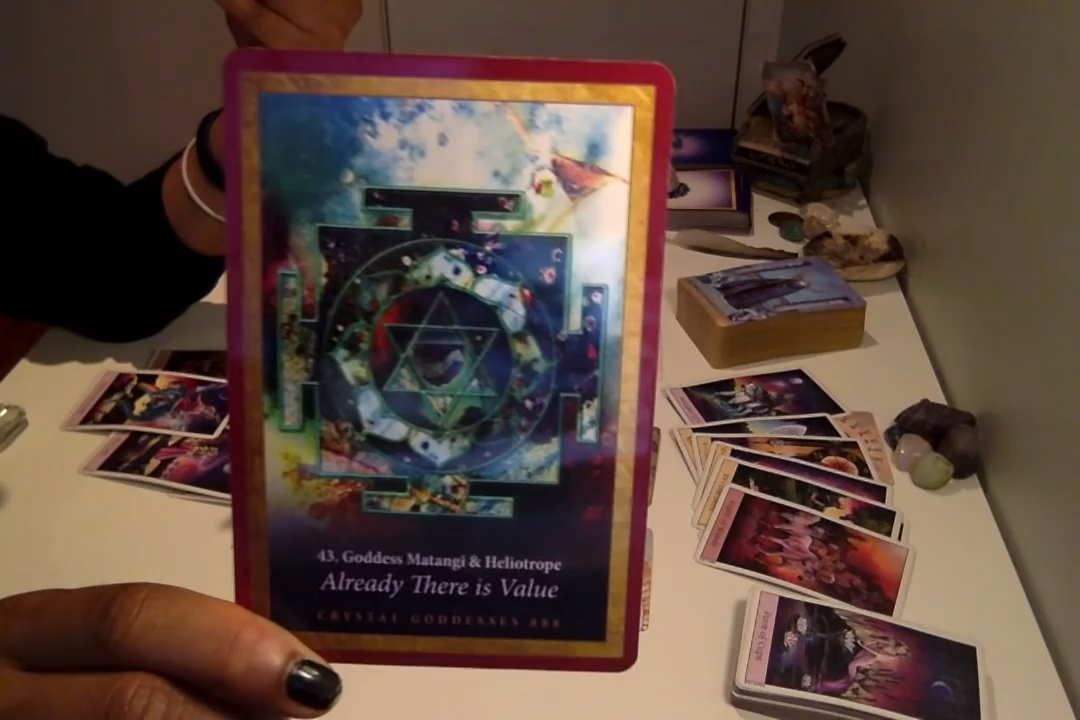 43. Goddess Matangi & Heliotrope
Already There is Value
CRYSTAL GODDESSES 888